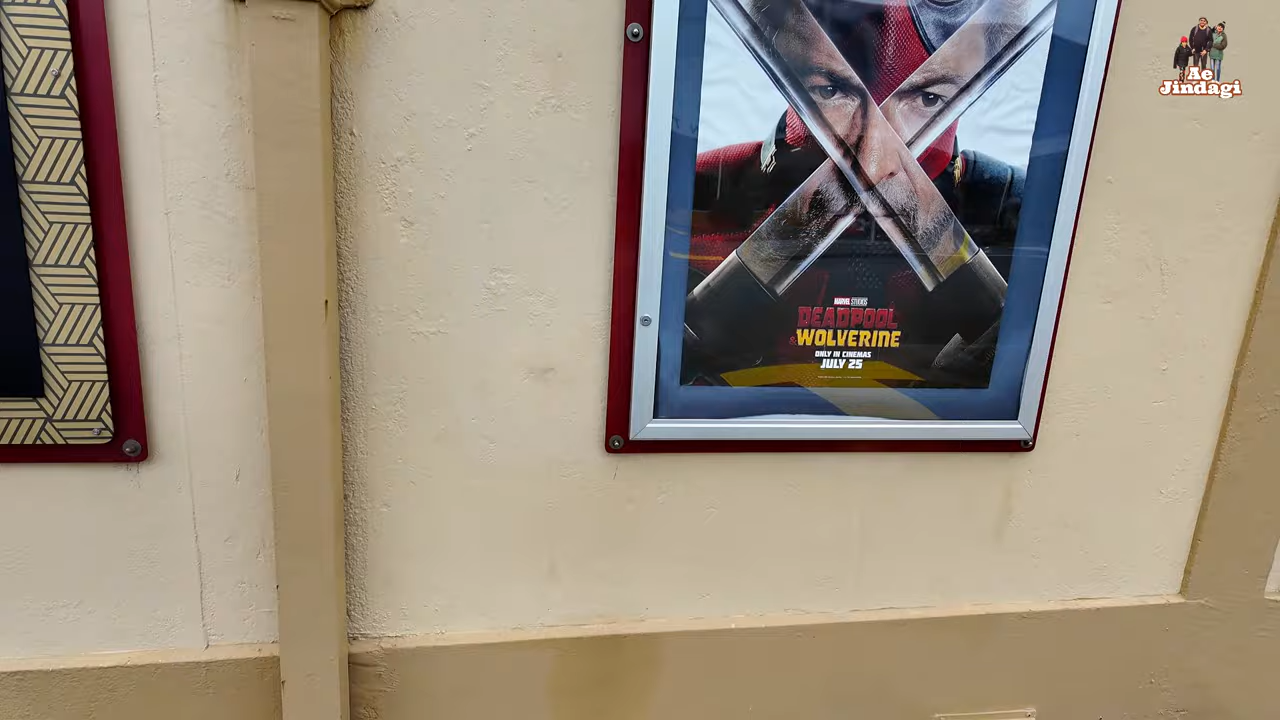 Ae
Jindagi
MARVEL STUDIOS
DEADPOOL
& WOLVERINE
ONLY IN CINEMAS
JULY 25